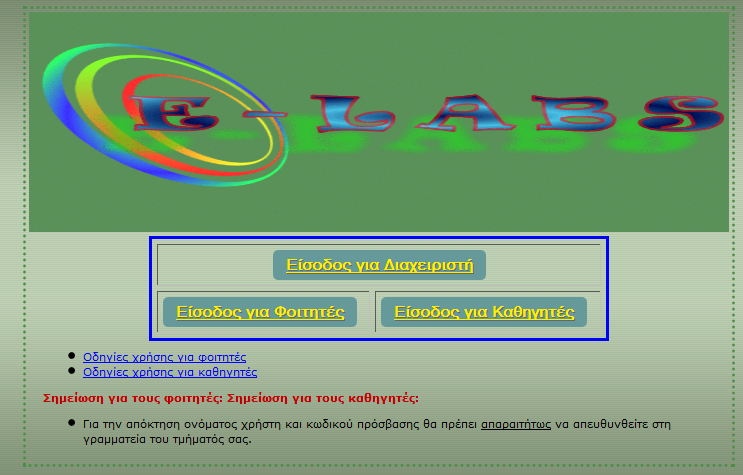 E-LABS
Είσοδος για Διαχειριστή
Είσοδος για Φοιτητές
Είσοδος για Καθηγητές
Οδηγίες χρήσης για φοιτητές
Οδηγίες χρήσης για καθηγητές
Σημείωση για τους φοιτητές: Σημείωση για τους καθηγητές:
Για την απόκτηση ονόματος χρήστη και κωδικού πρόσβασης θα πρέπει απαραιτήτως να απευθυνθείτε στη
γραμματεία του τμήματός σας.